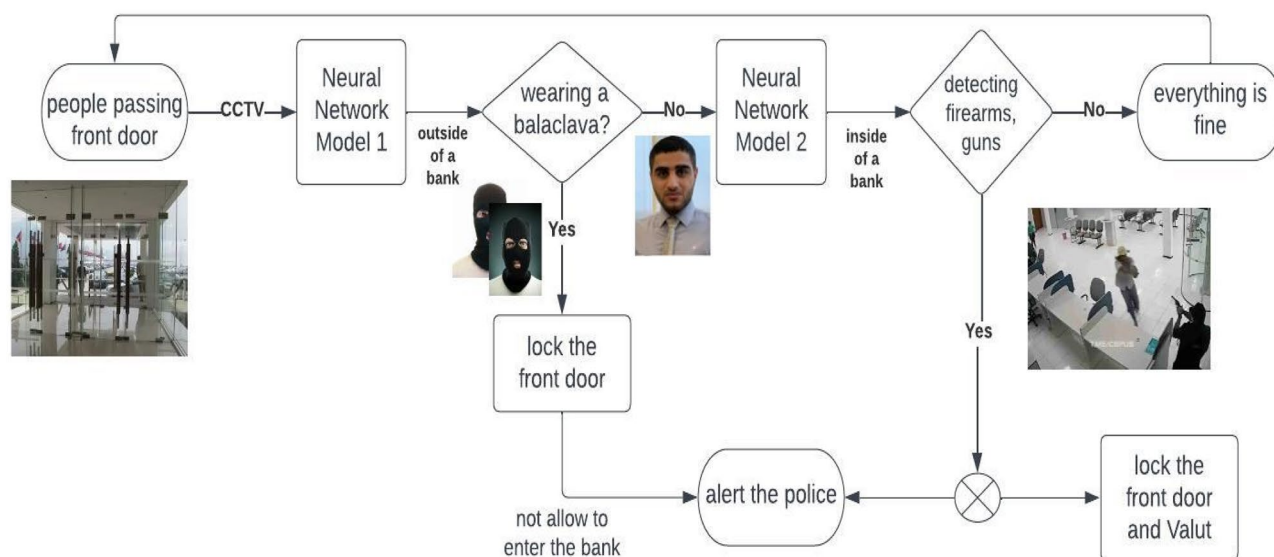 people passing
front door
CCTV
Neural
Network
Model 1
outside
of a
bank
wearing a
balaclava?
No
Neural
Network
Model 2
inside
of a
bank
detecting
firearms,
guns
No
everything is
fine
Yes
lock the
front door
not allow to
enter the bank
alert the police
Yes
lock the
front door
and Valut